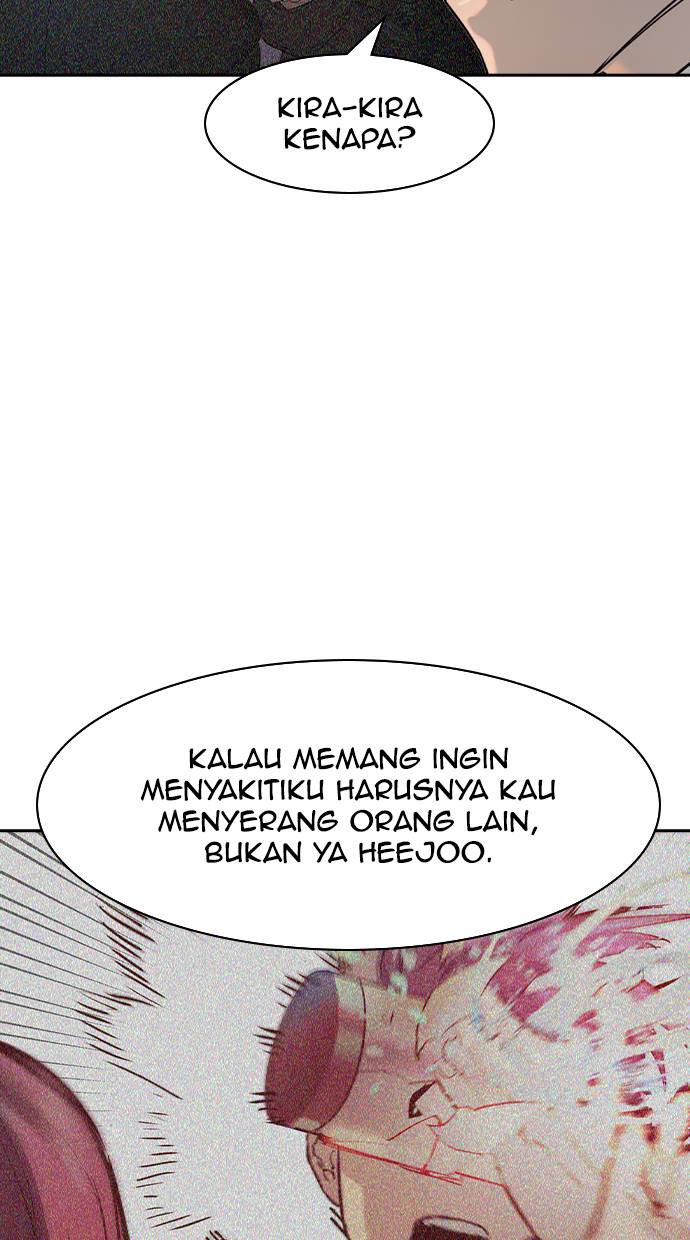 KIRA-KIRA
KENAPA?
KALAU MEMANG INGIN
MENYAKITIKU HARUSNYA KAU
MENYERANG ORANG LAIN,
BUKAN YA HEEJOO.